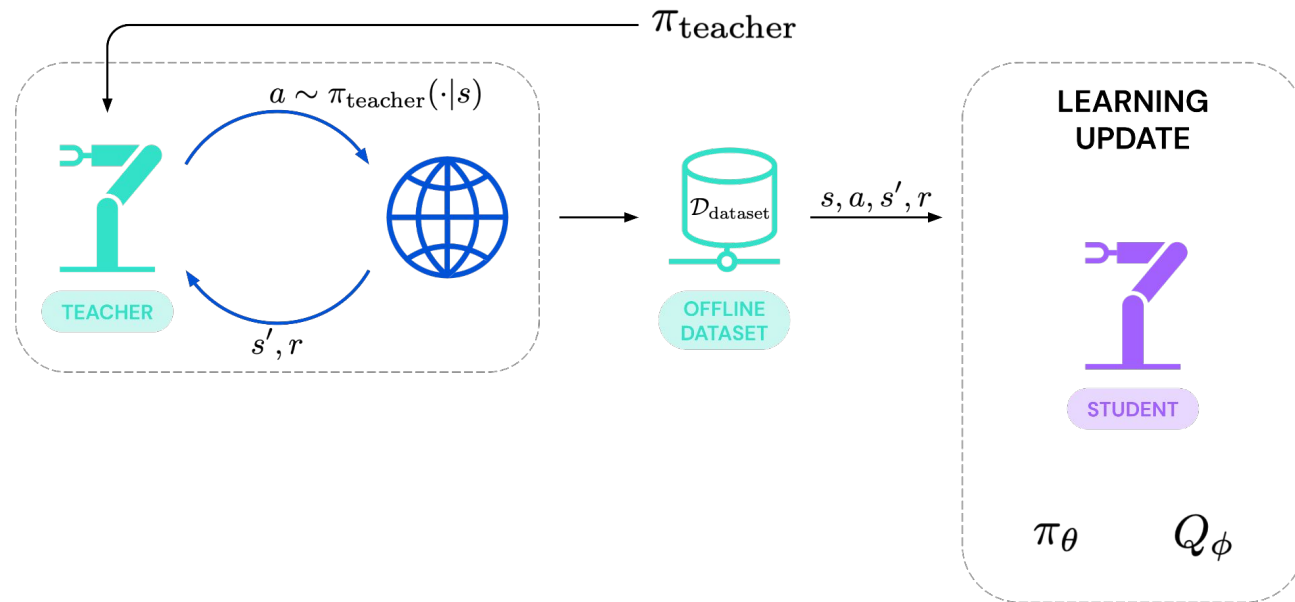 π_teacher
a ∼ π_teacher(·|s)
TEACHER
s′, r
𝒟_dataset
OFFLINE
DATASET
s, a, s′, r
LEARNING
UPDATE
STUDENT
π_θ
Q_ϕ